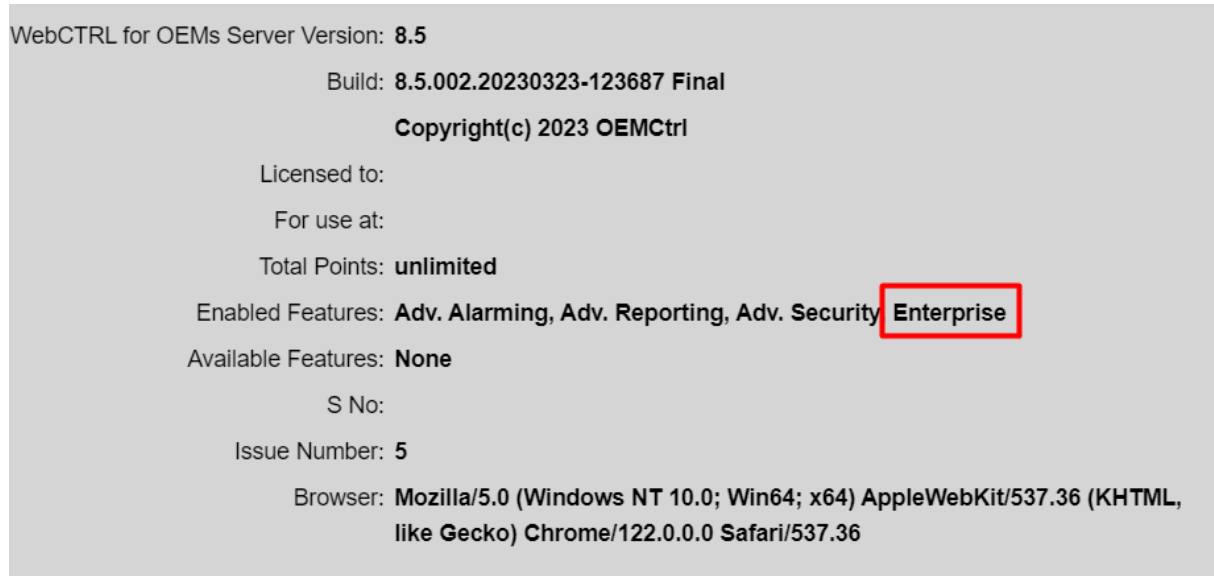 WebCTRL for OEMs Server Version: 8.5
Build: 8.5.002.20230323-123687 Final
Copyright(c) 2023 OEMCtrl
Licensed to:
For use at:
Total Points: unlimited
Enabled Features: Adv. Alarming, Adv. Reporting, Adv. Security Enterprise
Available Features: None
S No:
Issue Number: 5
Browser: Mozilla/5.0 (Windows NT 10.0; Win64; x64) AppleWebKit/537.36 (KHTML,
like Gecko) Chrome/122.0.0.0 Safari/537.36